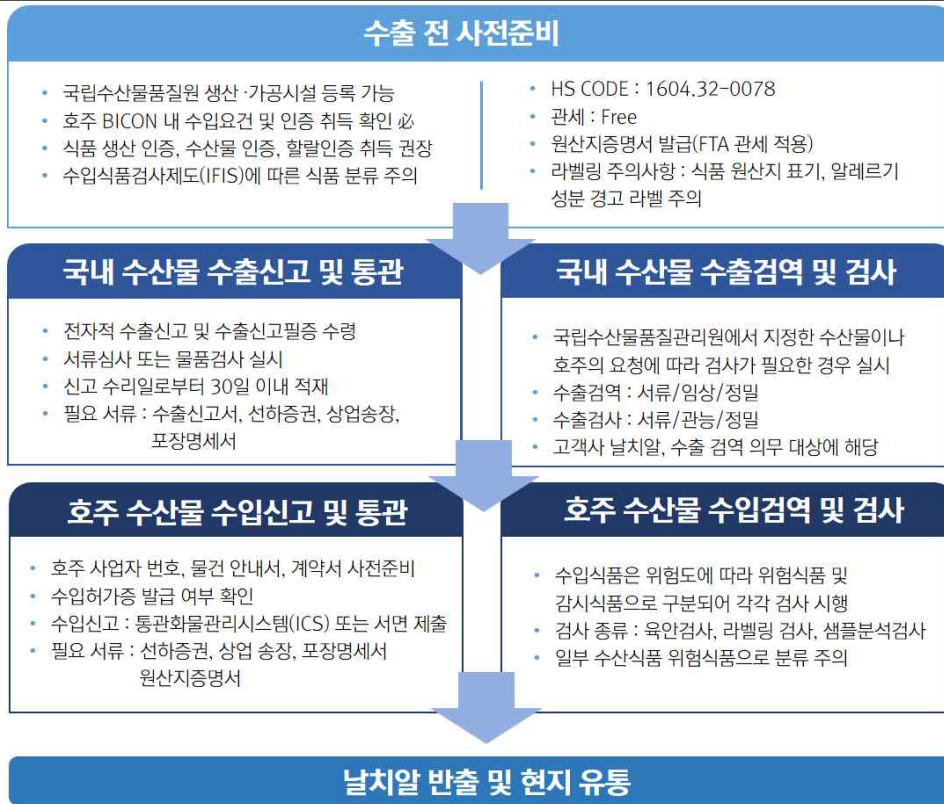 수출 전 사전준비
• 국립수산물품질원 생산·가공시설 등록 가능
• 호주 BICON 내 수입요건 및 인증 취득 확인 必
• 식품 생산 인증, 수산물 인증, 할랄인증 취득 권장
• 수입식품검사제도(IFIS)에 따른 식품 분류 주의
• HS CODE : 1604.32-0078
• 관세 : Free
• 원산지증명서 발급(FTA 관세 적용)
• 라벨링 주의사항 : 식품 원산지 표기, 알레르기
성분 경고 라벨 주의
국내 수산물 수출신고 및 통관
• 전자적 수출신고 및 수출신고필증 수령
• 서류심사 또는 물품검사 실시
• 신고 수리일로부터 30일 이내 적재
• 필요 서류 : 수출신고서, 선하증권, 상업송장,
포장명세서
국내 수산물 수출검역 및 검사
• 국립수산물품질관리원에서 지정한 수산물이나
호주의 요청에 따라 검사가 필요한 경우 실시
• 수출검역 : 서류/임상/정밀
• 수출검사 : 서류/관능/정밀
• 고객사 날치알, 수출 검역 의무 대상에 해당
호주 수산물 수입신고 및 통관
• 호주 사업자 번호, 물건 안내서, 계약서 사전준비
• 수입허가증 발급 여부 확인
• 수입신고 : 통관화물관리시스템(ICS) 또는 서면 제출
• 필요 서류 : 선하증권, 상업 송장, 포장명세서
원산지증명서
호주 수산물 수입검역 및 검사
• 수입식품은 위험도에 따라 위험식품 및
감시식품으로 구분되어 각각 검사 시행
• 검사 종류 : 육안검사, 라벨링 검사, 샘플분석검사
• 일부 수산식품 위험식품으로 분류 주의
날치알 반출 및 현지 유통